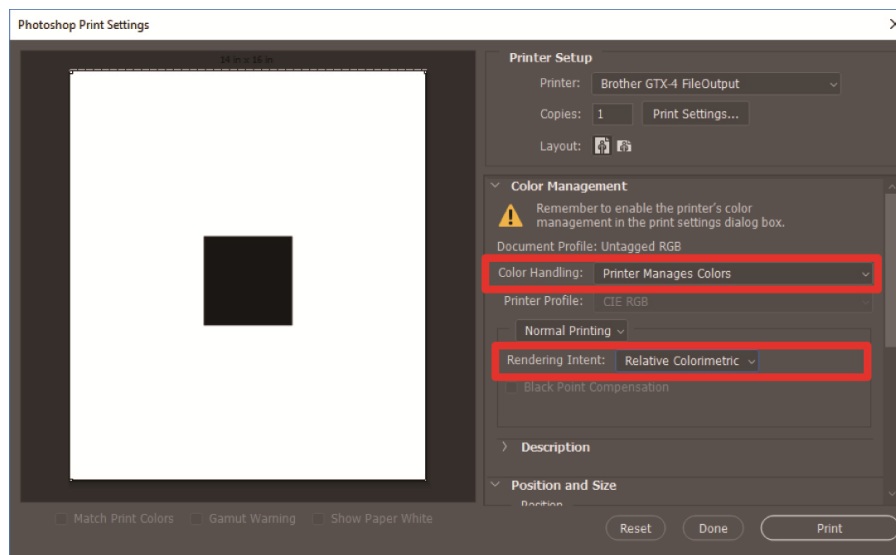 Photoshop Print Settings
14 in x 16 in
Printer Setup
Printer: Brother GTX-4 FileOutput
Copies: 1 Print Settings...
Layout:
Color Management
Remember to enable the printer's color
management in the print settings dialog box.
Document Profile: Untagged RGB
Color Handling: Printer Manages Colors
Printer Profile: CIE RGB
Normal Printing
Rendering Intent: Relative Colorimetric
Black Point Compensation
Description
Position and Size
Position
Match Print Colors Gamut Warning Show Paper White
Reset Done Print